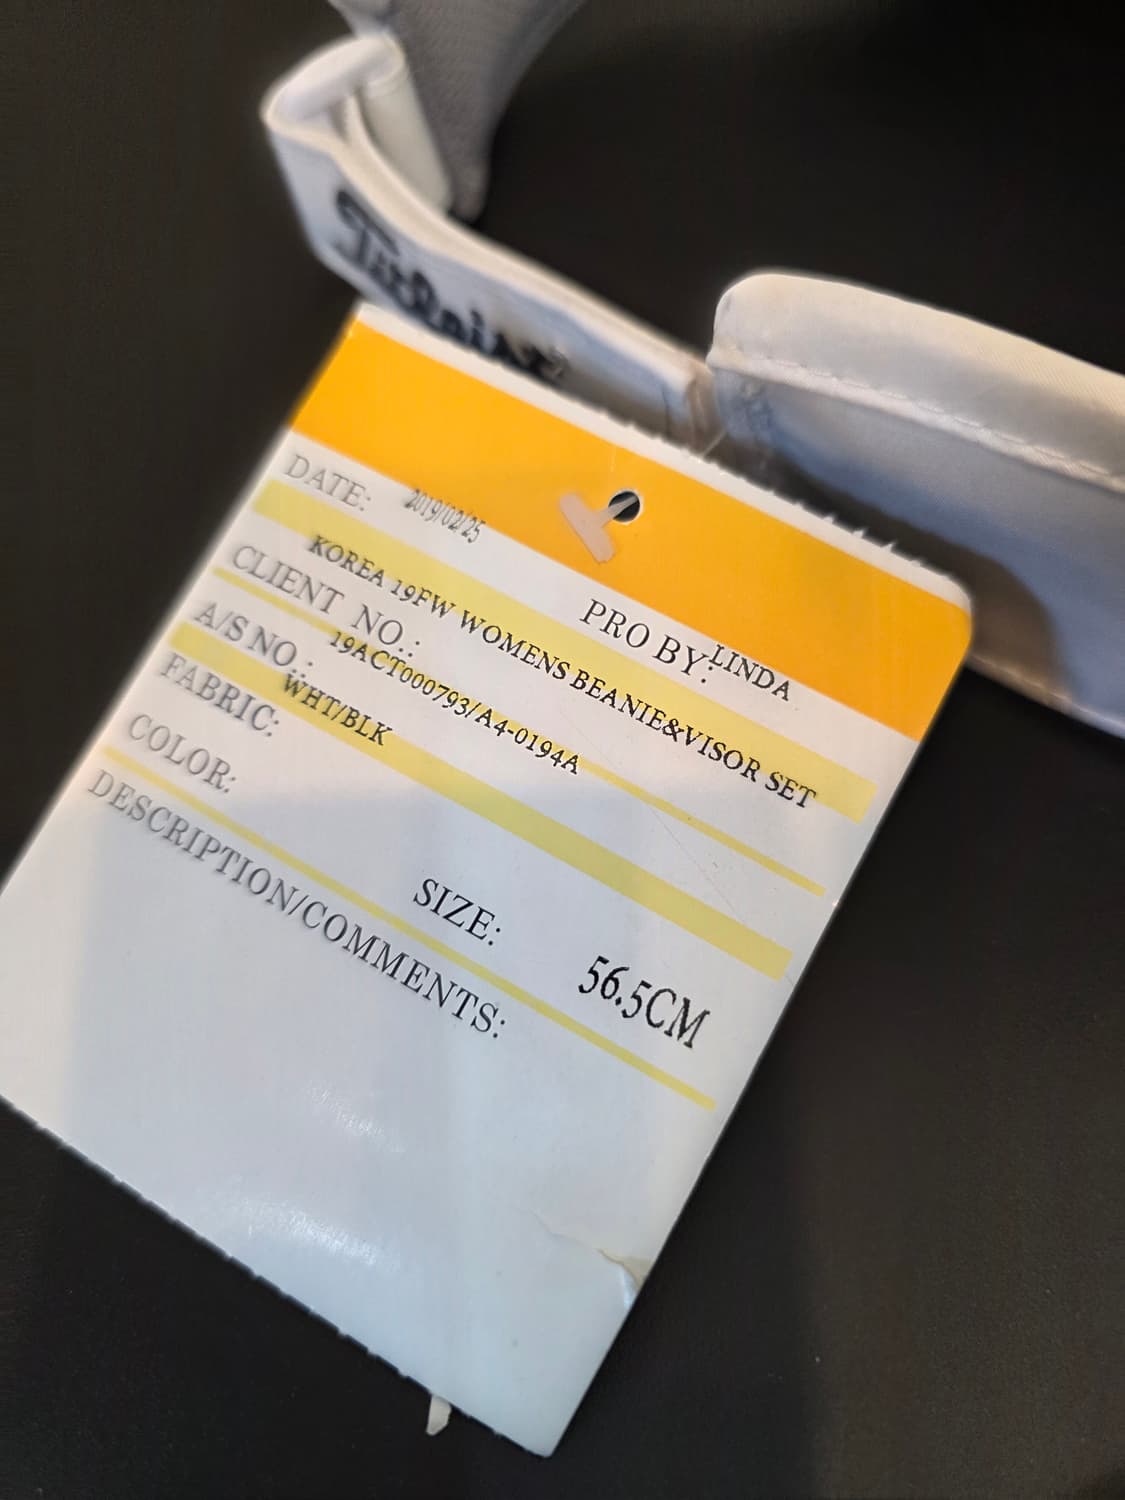 Titleist
DATE: 2019/02/25 PRO BY: LINDA
KOREA 19FW WOMENS BEANIE&VISOR SET
CLIENT NO.:
19ACT000793/A4-0194A
A/S NO.:
WHT/BLK
FABRIC:
COLOR: SIZE: 56.5CM
DESCRIPTION/COMMENTS: